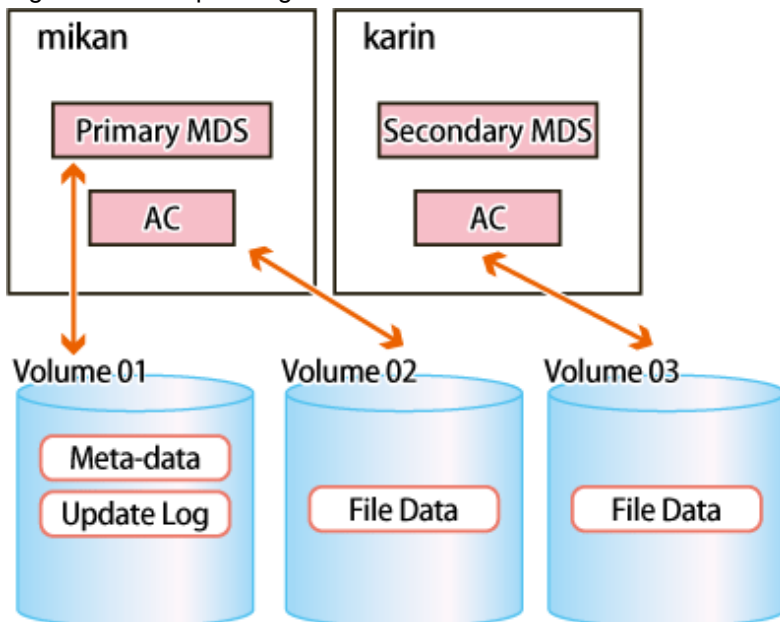 mikan
karin
Primary MDS
Secondary MDS
AC
AC
Volume 01
Volume 02
Volume 03
Meta-data
Update Log
File Data
File Data